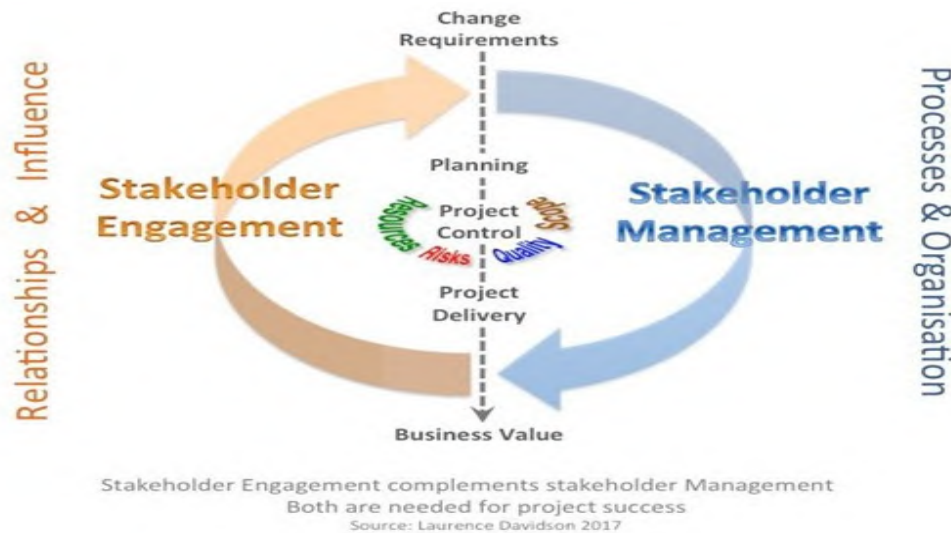 Change
Requirements
Relationships & Influence
Processes & Organisation
Planning
Stakeholder
Engagement
Stakeholder
Management
Resources
Scope
Project
Control
Risks
Quality
Project
Delivery
Business Value
Stakeholder Engagement complements stakeholder Management
Both are needed for project success
Source: Laurence Davidson 2017